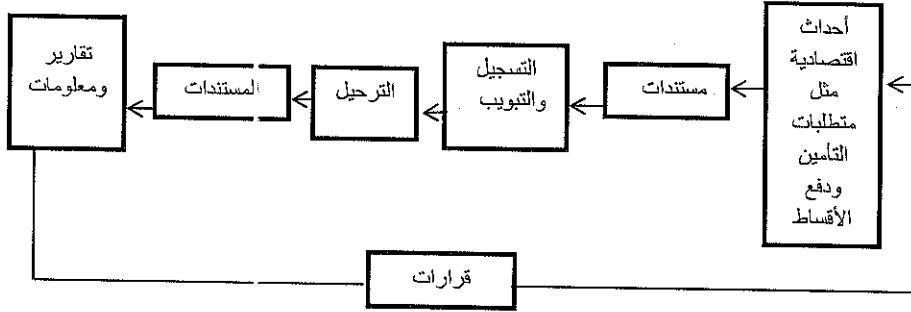 أحداث
اقتصادية
مثل
متطلبات
التأمين
ودفع
الأقساط
مستندات
التسجيل
والتبويب
الترحيل
المستندات
تقارير
ومعلومات
قرارات